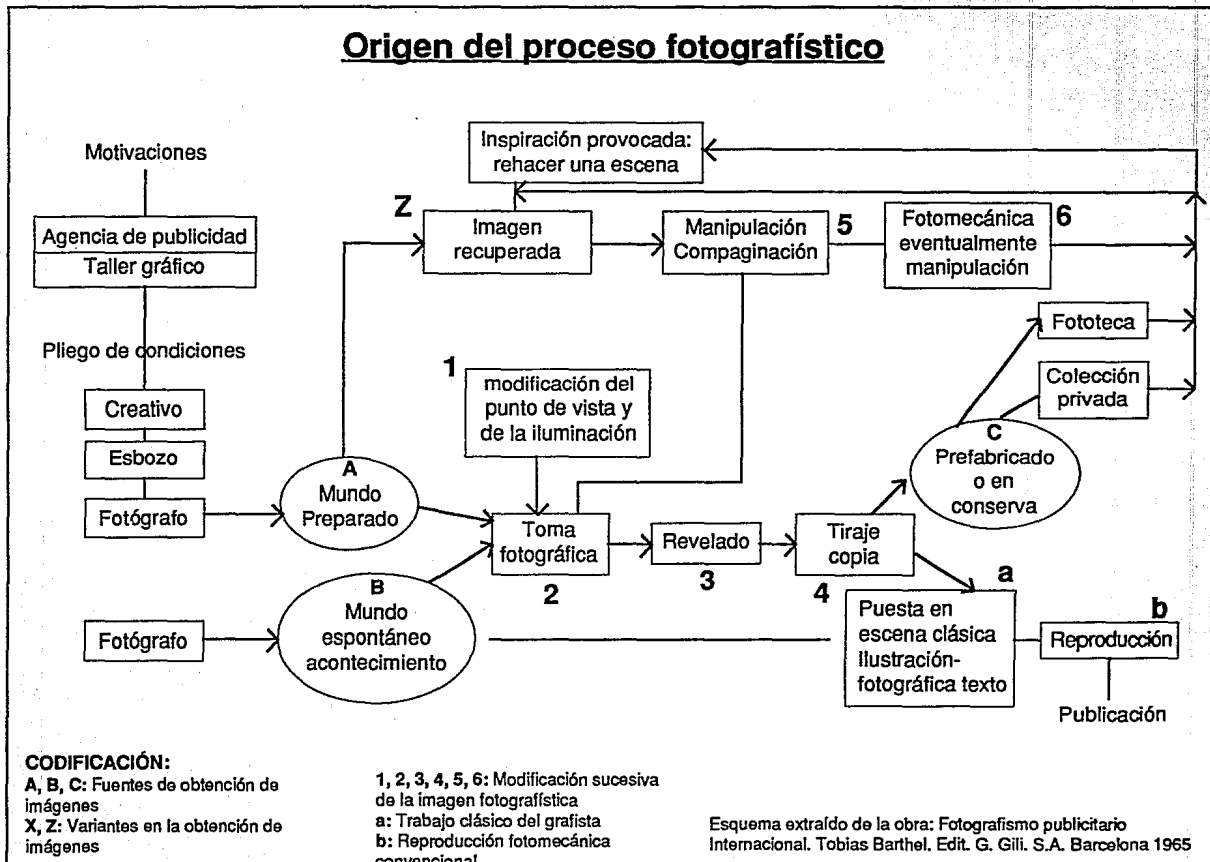 Origen del proceso fotografístico
Motivaciones
Agencia de publicidad
Taller gráfico
Pliego de condiciones
Creativo
Esbozo
Fotógrafo
Fotógrafo
Inspiración provocada:
rehacer una escena
Z
Imagen
recuperada
Manipulación
Compaginación
5
Fotomecánica
eventualmente
manipulación
6
1
modificación del
punto de vista y
de la iluminación
Fototeca
Colección
privada
A
Mundo
Preparado
B
Mundo
espontáneo
acontecimiento
Toma
fotográfica
2
Revelado
3
Tiraje
copia
4
C
Prefabricado
o en
conserva
a
Puesta en
escena clásica
Ilustración-
fotográfica texto
b
Reproducción
Publicación
CODIFICACIÓN:
A, B, C: Fuentes de obtención de
imágenes
X, Z: Variantes en la obtención de
imágenes
1, 2, 3, 4, 5, 6: Modificación sucesiva
de la imagen fotografística
a: Trabajo clásico del grafista
b: Reproducción fotomecánica
convencional
Esquema extraído de la obra: Fotografismo publicitario
Internacional. Tobias Barthel. Edit. G. Gili. S.A. Barcelona 1965